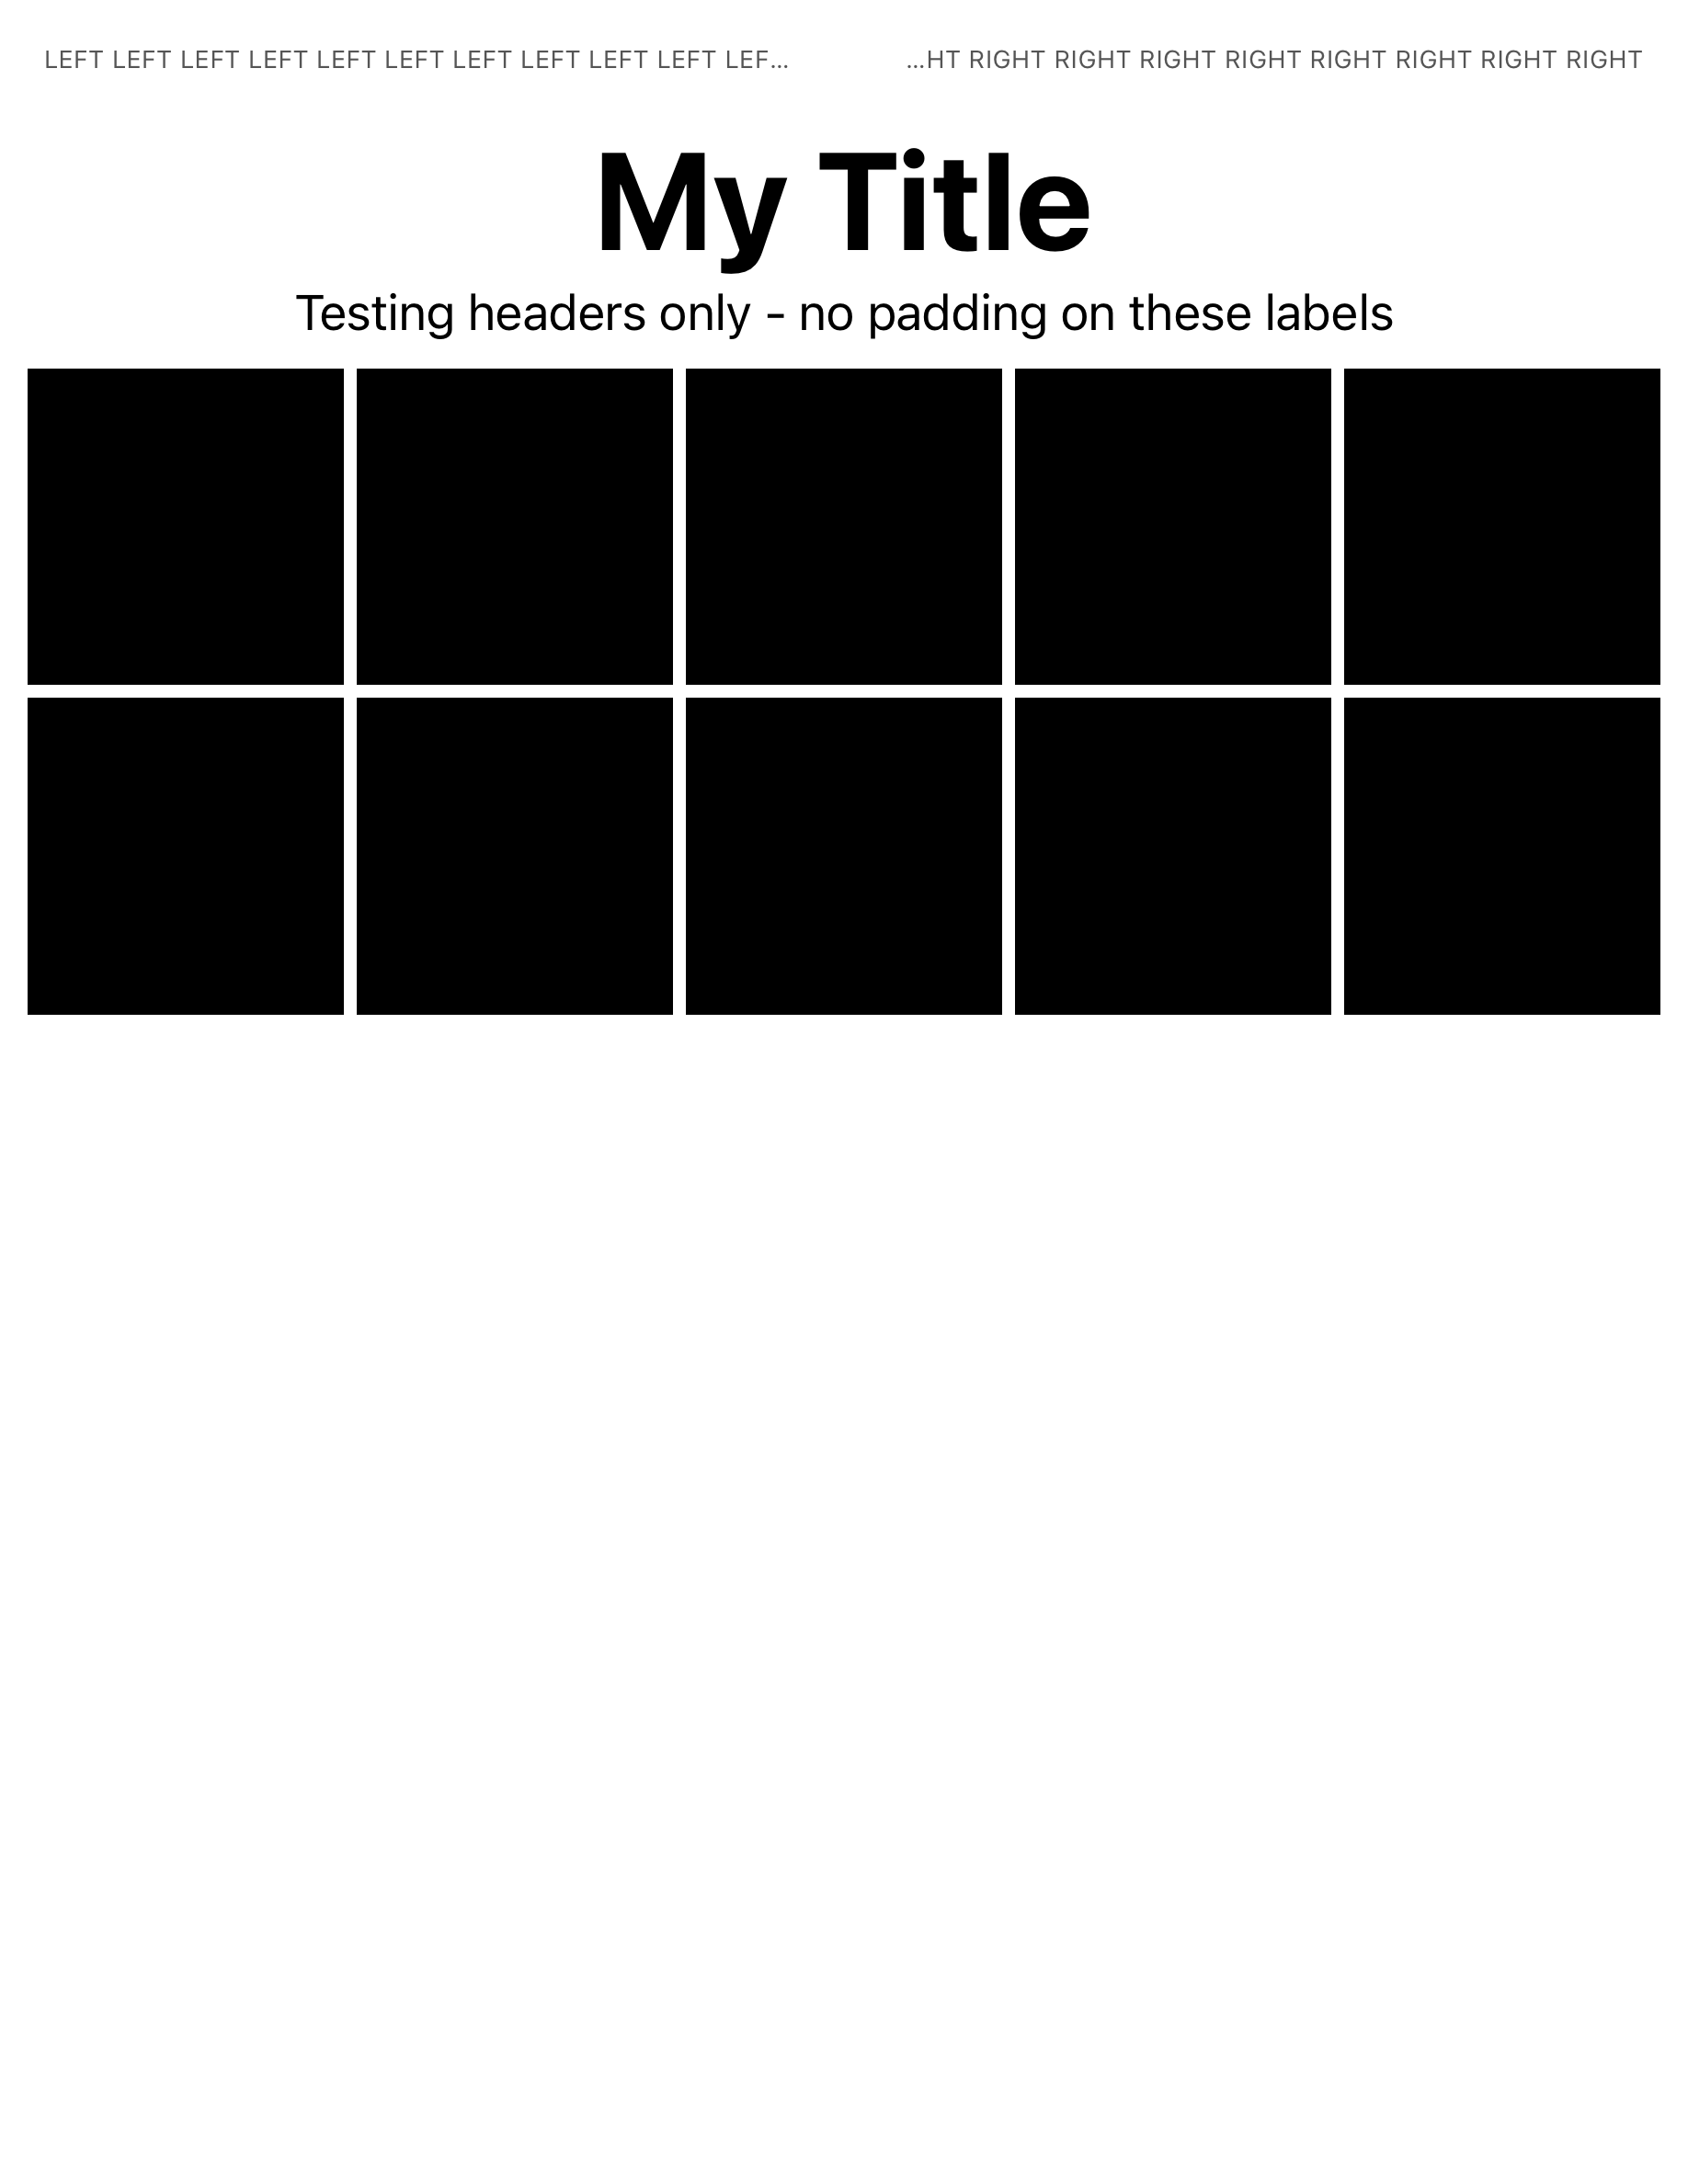 LEFT LEFT LEFT LEFT LEFT LEFT LEFT LEFT LEFT LEFT LEF... ...HT RIGHT RIGHT RIGHT RIGHT RIGHT RIGHT RIGHT RIGHT
My Title
Testing headers only - no padding on these labels